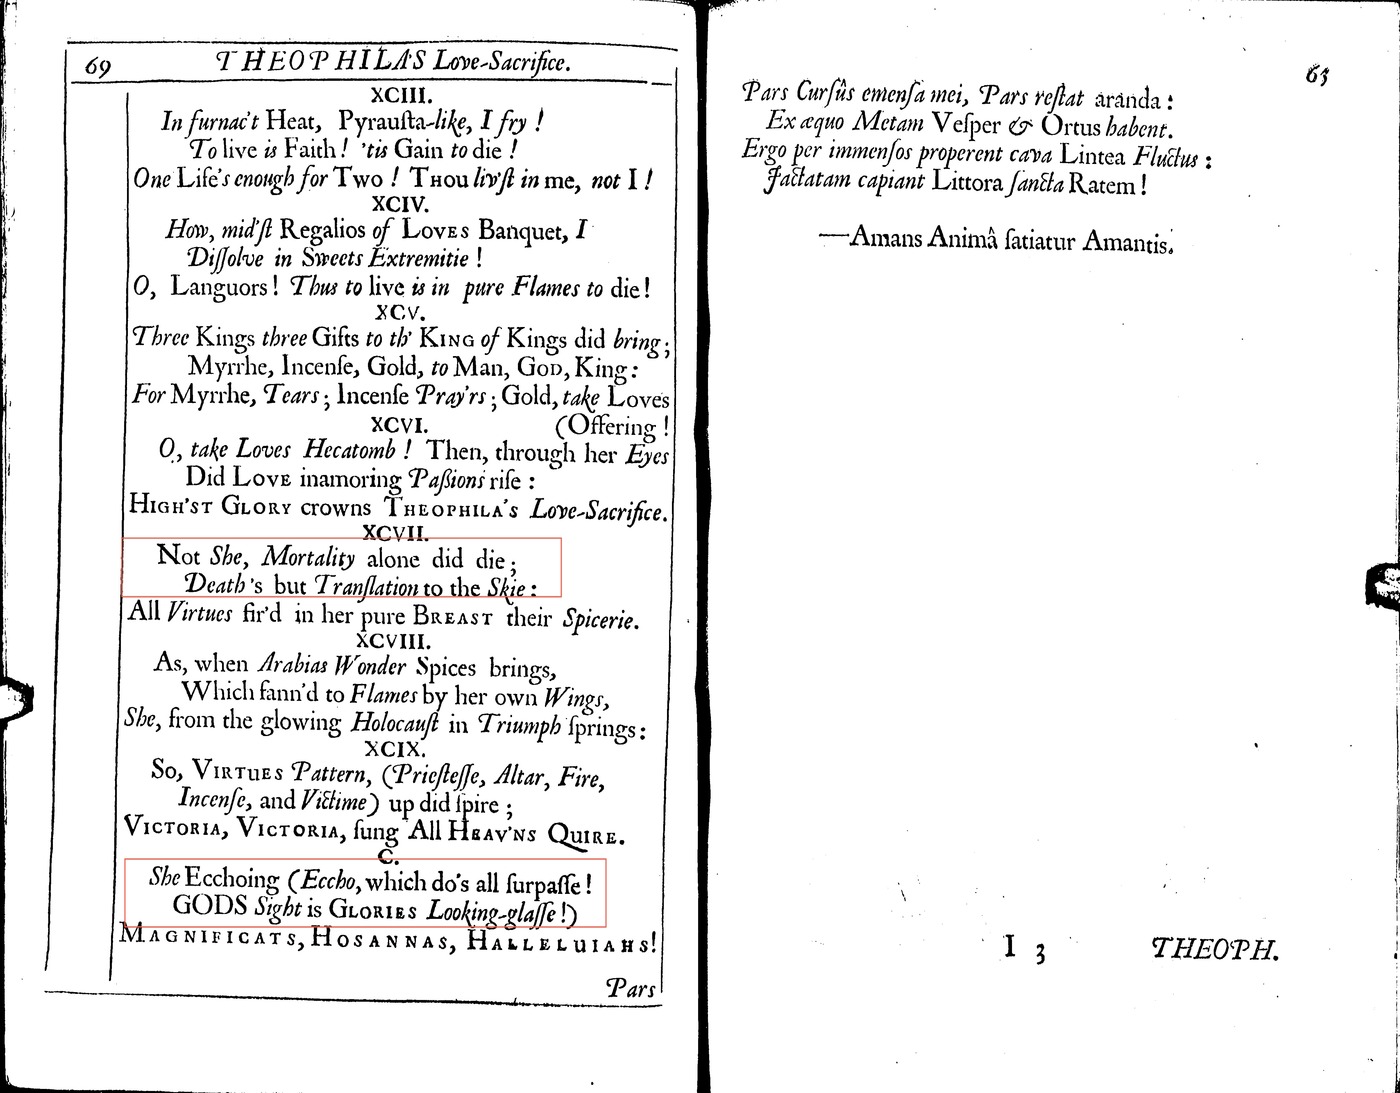 69
THEOPHILA'S Love-Sacrifice.
XCIII.
In furnac't Heat, Pyrauſta-like, I fry !
To live is Faith ! 'tis Gain to die !
One Life's enough for Two ! Thou liv'ſt in me, not I !
XCIV.
How, mid'ſt Regalios of Loves Banquet, I
Diſſolve in Sweets Extremitie !
O, Languors ! Thus to live is in pure Flames to die !
XCV.
Three Kings three Gifts to th' King of Kings did bring ;
Myrrhe, Incenſe, Gold, to Man, God, King :
For Myrrhe, Tears ; Incenſe Pray'rs ; Gold, take Loves
XCVI. (Offering !
O, take Loves Hecatomb ! Then, through her Eyes
Did Love inamoring Paßions riſe :
High'st Glory crowns Theophila's Love-Sacrifice.
XCVII.
Not She, Mortality alone did die ;
Death's but Tranſlation to the Skie :
All Virtues fir'd in her pure Breast their Spicerie.
XCVIII.
As, when Arabias Wonder Spices brings,
Which fann'd to Flames by her own Wings,
She, from the glowing Holocauſt in Triumph ſprings :
XCIX.
So, Virtues Pattern, (Prieſteſſe, Altar, Fire,
Incenſe, and Victime) up did ſpire ;
Victoria, Victoria, ſung All Heav'ns Quire.
C.
She Ecchoing (Eccho, which do's all ſurpaſſe !
GODS Sight is Glories Looking-glaſſe !)
Magnificats, Hosannas, Halleluiahs!
Pars
65
Pars Curſûs emenſa mei, Pars reſtat aranda :
Ex æquo Metam Veſper & Ortus habent.
Ergo per immenſos properent cava Lintea Fluctus :
Jactatam capiant Littora ſancta Ratem !
—Amans Animâ ſatiatur Amantis.
I 3
THEOPH.